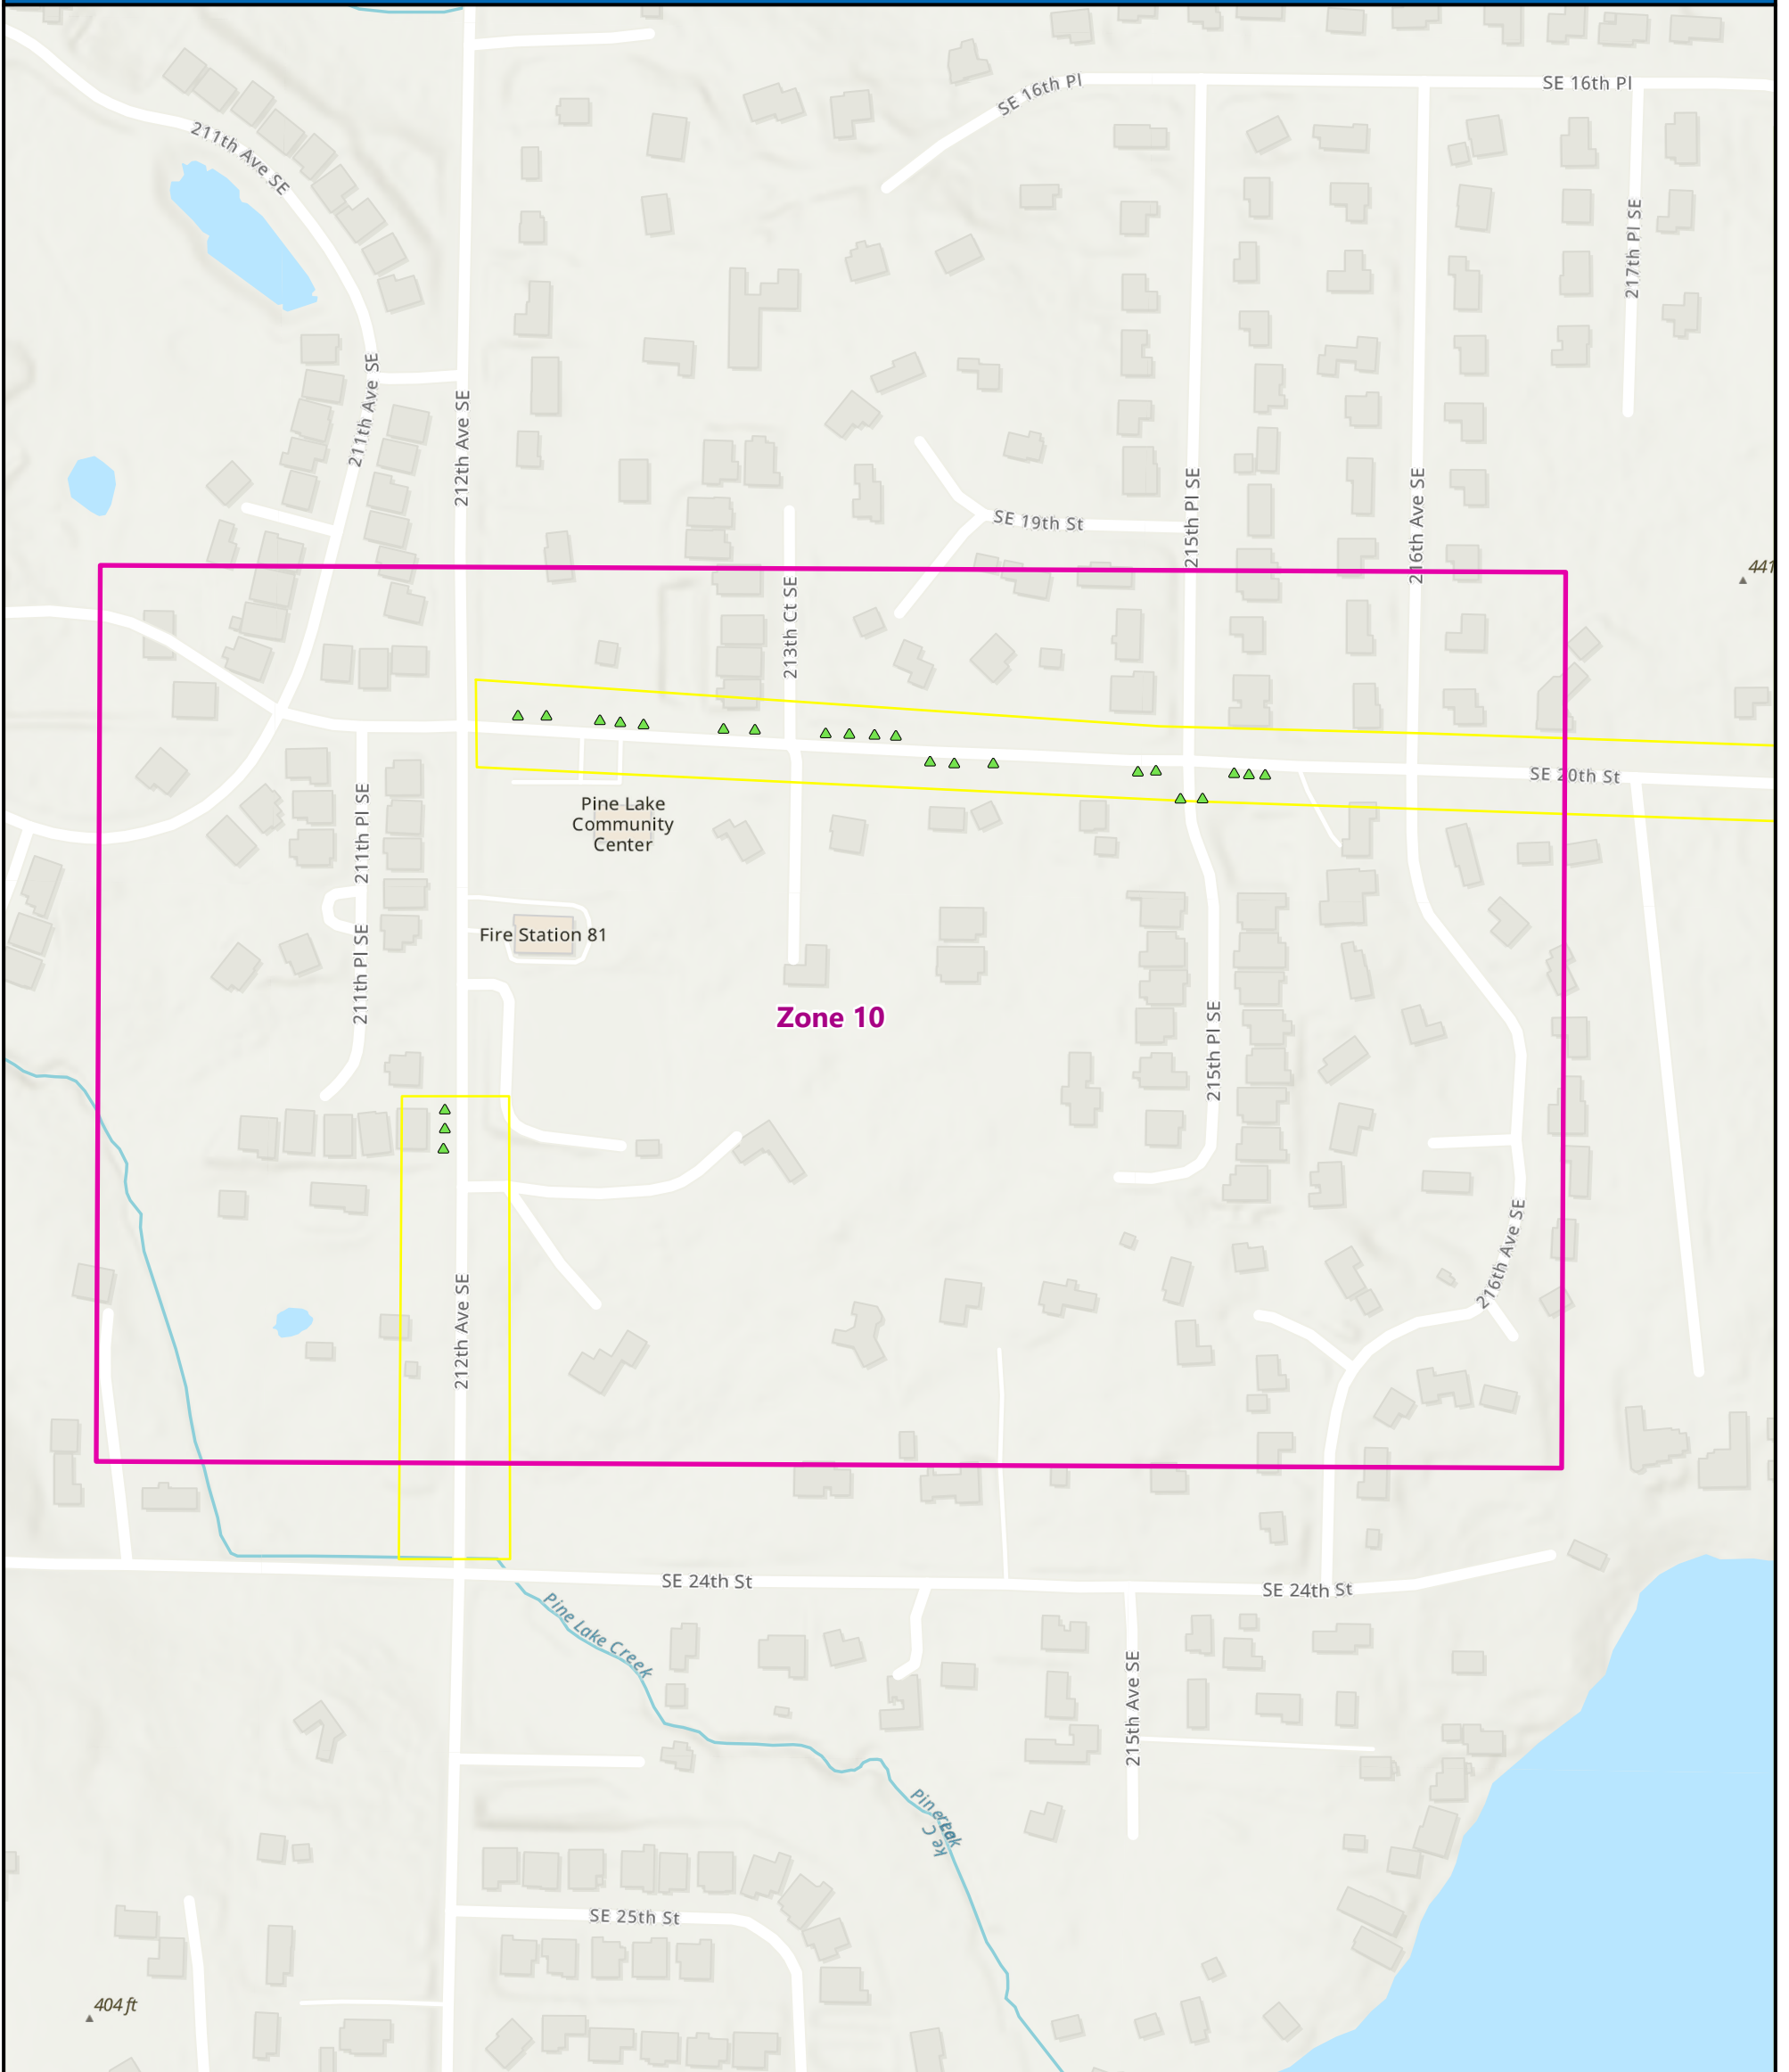 SE 16th Pl
SE 16th Pl
211th Ave SE
217th Pl SE
211th Ave SE
212th Ave SE
215th Pl SE
216th Ave SE
SE 19th St
441
213th Ct SE
SE 20th St
Pine Lake
Community
Center
211th Pl SE
Fire Station 81
211th Pl SE
Zone 10
215th Pl SE
216th Ave SE
212th Ave SE
SE 24th St
SE 24th St
Pine Lake Creek
215th Ave SE
SE 25th St
404 ft